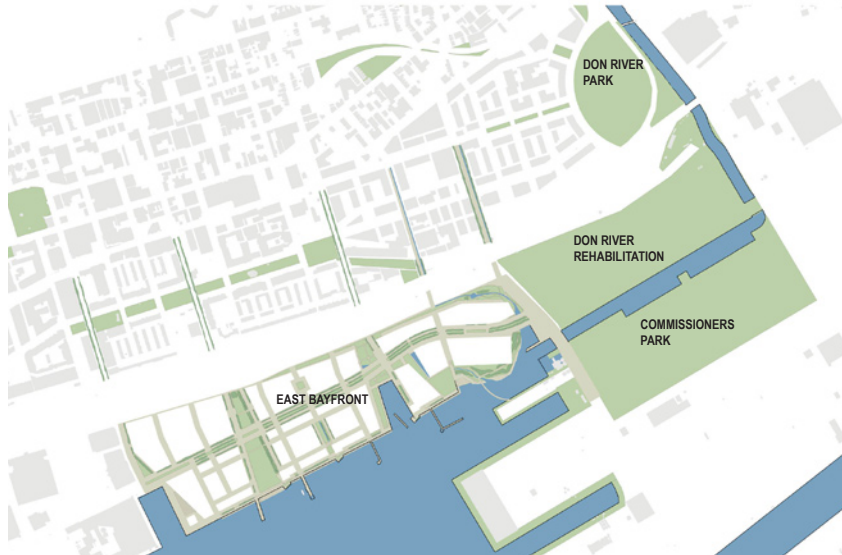 DON RIVER
PARK
DON RIVER
REHABILITATION
COMMISSIONERS
PARK
EAST BAYFRONT